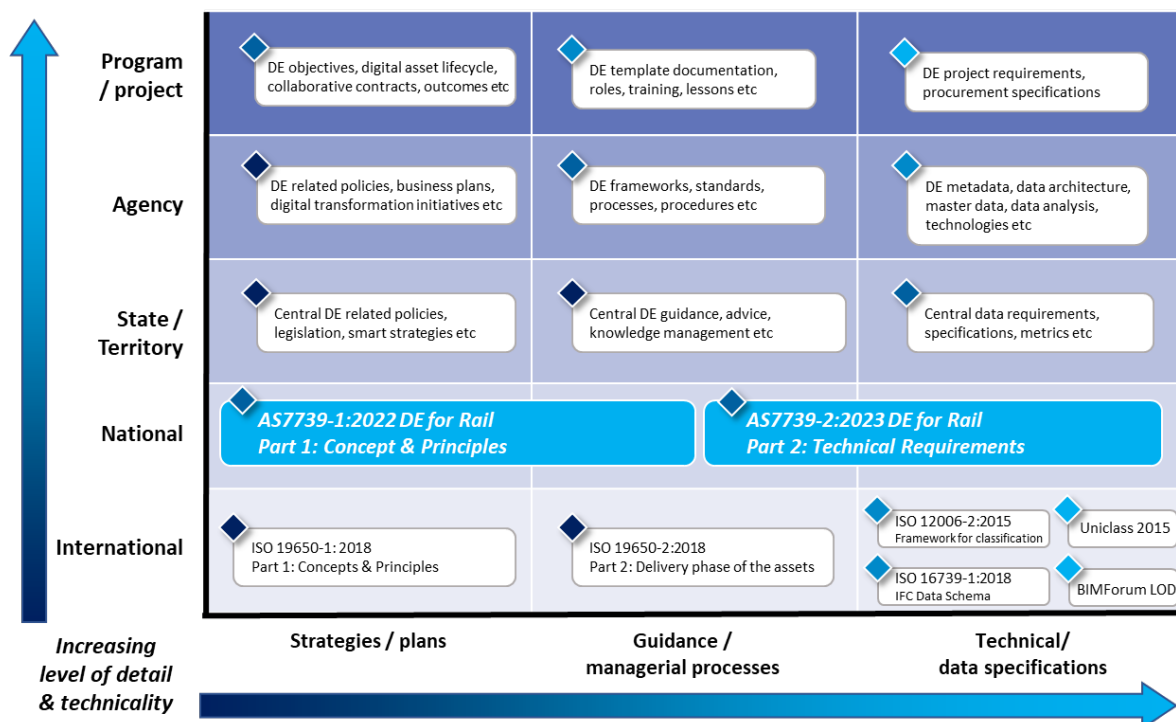 Program
/ project
DE objectives, digital asset lifecycle,
collaborative contracts, outcomes etc
DE template documentation,
roles, training, lessons etc
DE project requirements,
procurement specifications
Agency
DE related policies, business plans,
digital transformation initiatives etc
DE frameworks, standards,
processes, procedures etc
DE metadata, data architecture,
master data, data analysis,
technologies etc
State /
Territory
Central DE related policies,
legislation, smart strategies etc
Central DE guidance, advice,
knowledge management etc
Central data requirements,
specifications, metrics etc
National
AS7739-1:2022 DE for Rail
Part 1: Concept & Principles
AS7739-2:2023 DE for Rail
Part 2: Technical Requirements
International
ISO 19650-1: 2018
Part 1: Concepts & Principles
ISO 19650-2:2018
Part 2: Delivery phase of the assets
ISO 12006-2:2015
Framework for classification
Uniclass 2015
ISO 16739-1:2018
IFC Data Schema
BIMForum LOD
Strategies / plans
Guidance /
managerial processes
Technical/
data specifications
Increasing
level of detail
& technicality